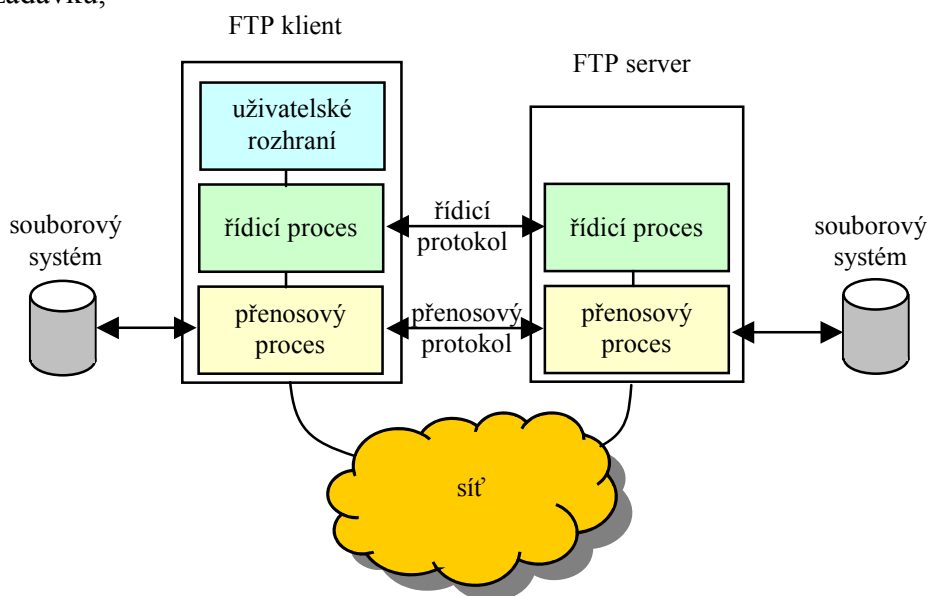 FTP klient
FTP server
uživatelské
rozhraní
řídicí proces
řídicí
protokol
řídicí proces
souborový
systém
souborový
systém
přenosový
proces
přenosový
protokol
přenosový
proces
síť